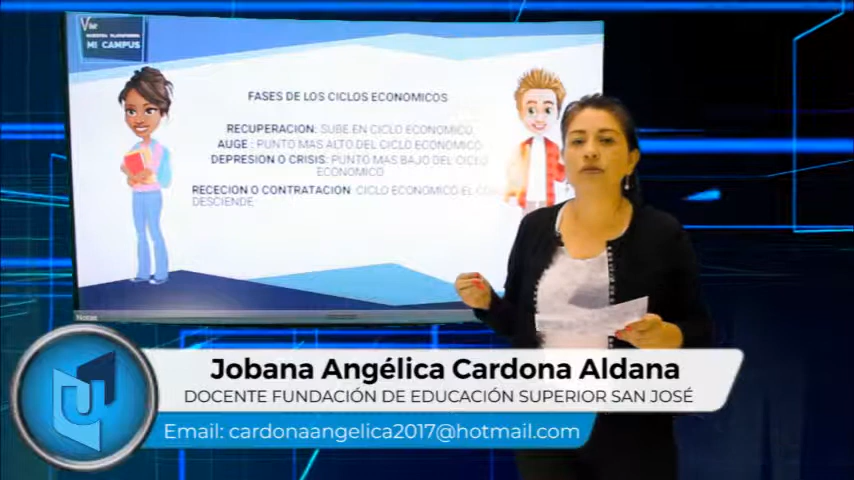 Vive
NUESTRA PLATAFORMA
MI CAMPUS
FASES DE LOS CICLOS ECONOMICOS
RECUPERACION: SUBE EN CICLO ECONOMICO.
AUGE : PUNTO MAS ALTO DEL CICLO ECONOMICO
DEPRESION O CRISIS: PUNTO MAS BAJO DEL CICLO
ECONOMICO
RECECION O CONTRATACION: CICLO ECONOMICO EL
DESCIENDE
Notas
Jobana Angélica Cardona Aldana
DOCENTE FUNDACIÓN DE EDUCACIÓN SUPERIOR SAN JOSÉ
Email: cardonaangelica2017@hotmail.com